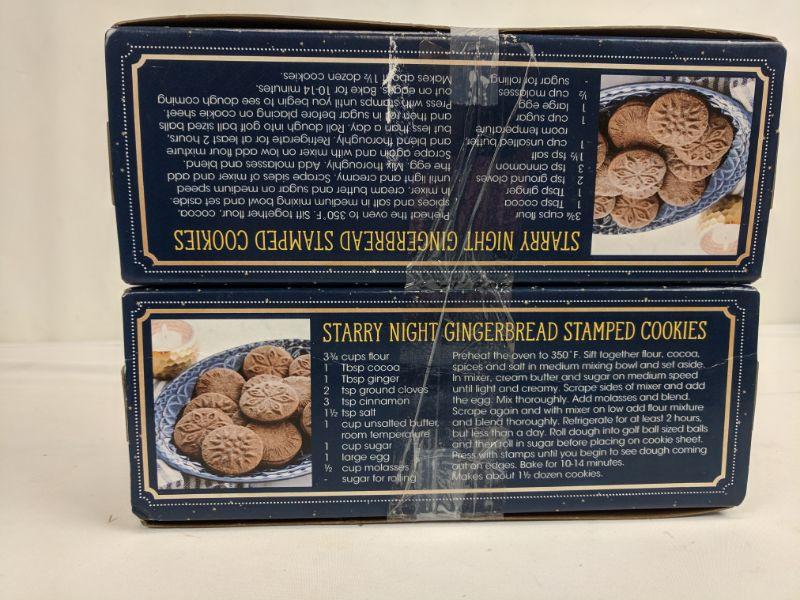 STARRY NIGHT GINGERBREAD STAMPED COOKIES
3¾ cups flour
1 Tbsp cocoa
1 Tbsp ginger
2 tsp ground cloves
3 tsp cinnamon
1½ tsp salt
1 cup unsalted butter,
room temperature
1 cup sugar
1 large egg
½ cup molasses
- sugar for rolling
Preheat the oven to 350°F. Sift together flour, cocoa,
spices and salt in medium mixing bowl and set aside.
In mixer, cream butter and sugar on medium speed
until light and creamy. Scrape sides of mixer and add
the egg. Mix thoroughly. Add molasses and blend.
Scrape again and with mixer on low add flour mixture
and blend thoroughly. Refrigerate for at least 2 hours,
but less than a day. Roll dough into golf ball sized balls
and then roll in sugar before placing on cookie sheet.
Press with stamps until you begin to see dough coming
out on edges. Bake for 10-14 minutes.
Makes about 1½ dozen cookies.
STARRY NIGHT GINGERBREAD STAMPED COOKIES
3¾ cups flour
1 Tbsp cocoa
1 Tbsp ginger
2 tsp ground cloves
3 tsp cinnamon
1½ tsp salt
1 cup unsalted butter,
room temperature
1 cup sugar
1 large egg
½ cup molasses
- sugar for rolling
Preheat the oven to 350°F. Sift together flour, cocoa,
spices and salt in medium mixing bowl and set aside.
In mixer, cream butter and sugar on medium speed
until light and creamy. Scrape sides of mixer and add
the egg. Mix thoroughly. Add molasses and blend.
Scrape again and with mixer on low add flour mixture
and blend thoroughly. Refrigerate for at least 2 hours,
but less than a day. Roll dough into golf ball sized balls
and then roll in sugar before placing on cookie sheet.
Press with stamps until you begin to see dough coming
out on edges. Bake for 10-14 minutes.
Makes about 1½ dozen cookies.